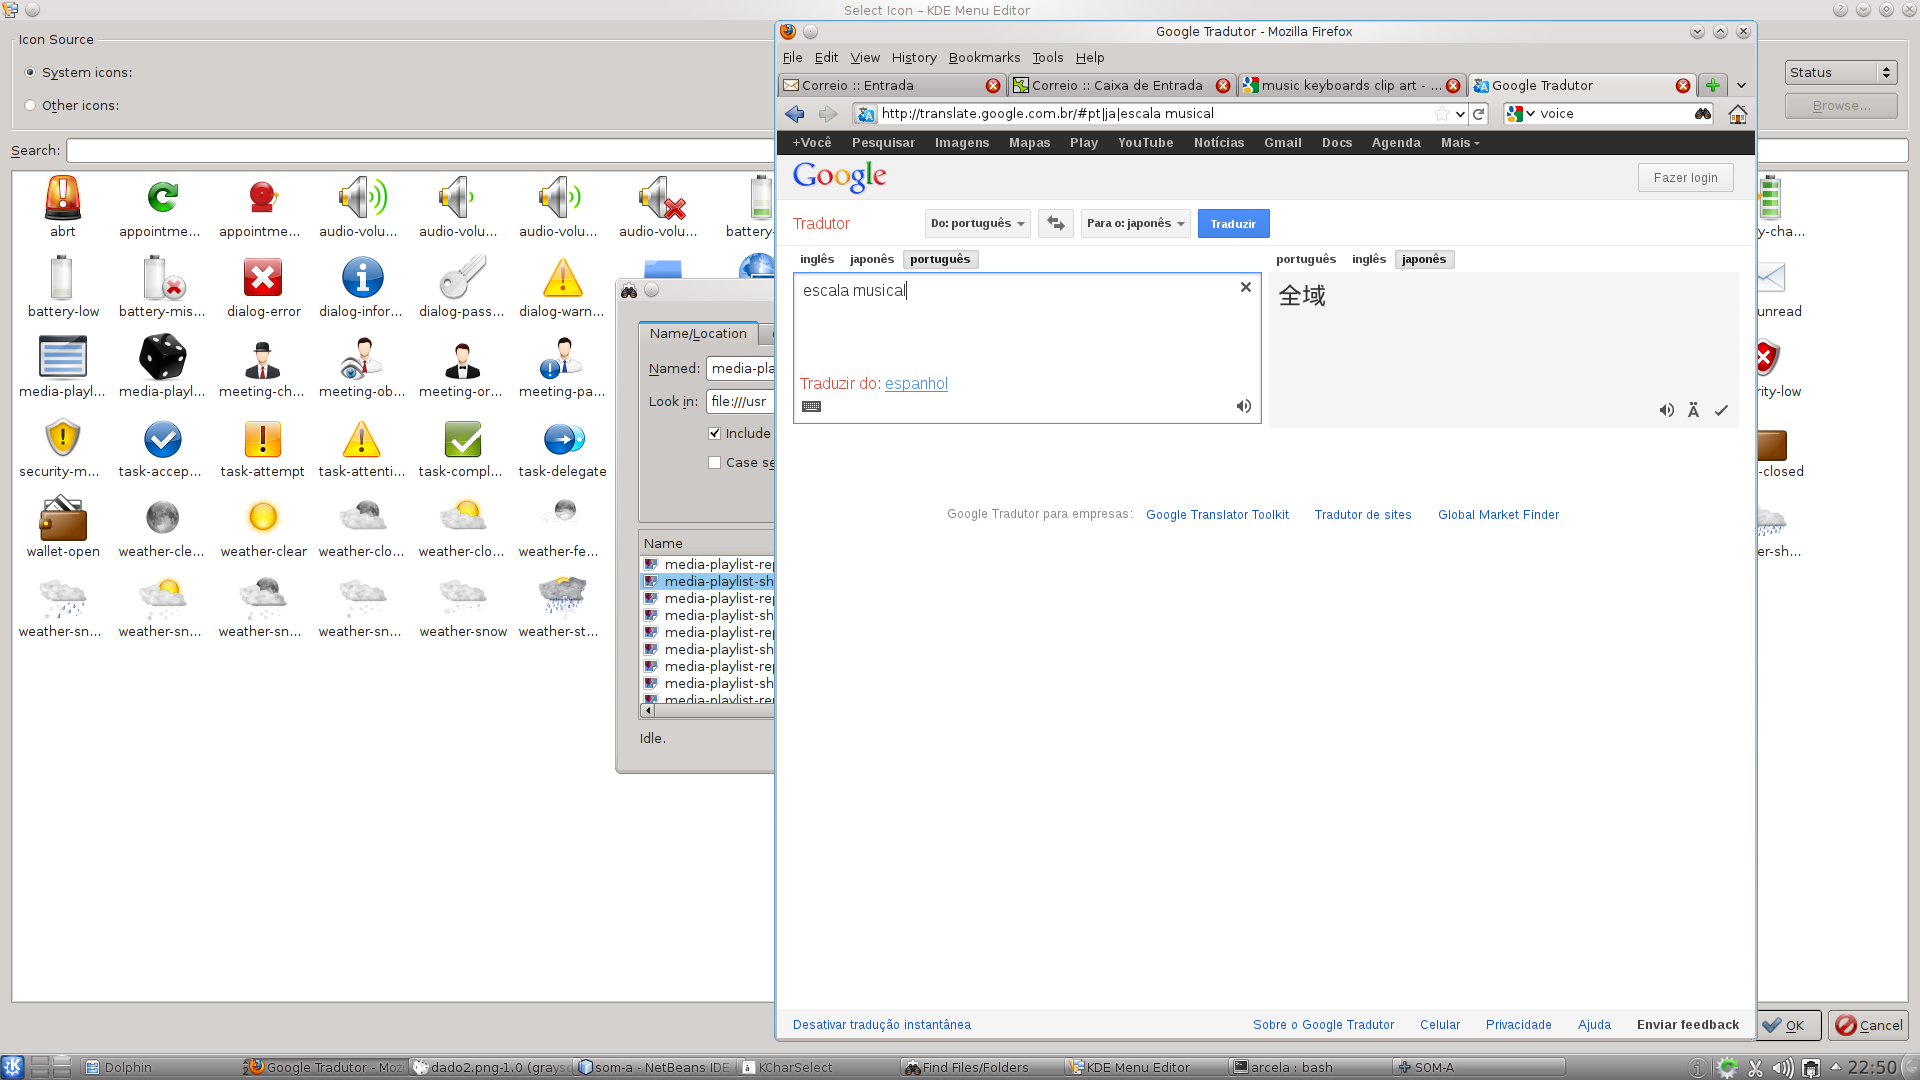 Select Icon – KDE Menu Editor
Icon Source
System icons:
Other icons:
Status
Browse...
Search:
abrt
appointme...
appointme...
audio-volu...
audio-volu...
audio-volu...
audio-volu...
battery-
y-cha...
battery-low
battery-mis...
dialog-error
dialog-infor...
dialog-pass...
dialog-warn...
unread
media-playl...
media-playl...
meeting-ch...
meeting-ob...
meeting-or...
meeting-pa...
rity-low
security-m...
task-accep...
task-attempt
task-attenti...
task-compl...
task-delegate
-closed
wallet-open
weather-cle...
weather-clear
weather-clo...
weather-clo...
weather-fe...
er-sh...
weather-sn...
weather-sn...
weather-sn...
weather-sn...
weather-snow
weather-st...
OK
Cancel
Name/Location
Named:
media-pla
Look in:
file:///usr
Include
Case se
Name
media-playlist-rep
media-playlist-sh
media-playlist-rep
media-playlist-sh
media-playlist-rep
media-playlist-sh
media-playlist-rep
media-playlist-sh
media-playlist-rep
Idle.
Google Tradutor - Mozilla Firefox
File Edit View History Bookmarks Tools Help
Correio :: Entrada
Correio :: Caixa de Entrada
music keyboards clip art - ...
Google Tradutor
http://translate.google.com.br/#pt|ja|escala musical
voice
+Você Pesquisar Imagens Mapas Play YouTube Notícias Gmail Docs Agenda Mais
Google
Fazer login
Tradutor
Do: português
Para o: japonês
Traduzir
inglês japonês português
português inglês japonês
escala musical
全域
Traduzir do: espanhol
Ä
Google Tradutor para empresas: Google Translator Toolkit Tradutor de sites Global Market Finder
Desativar tradução instantânea
Sobre o Google Tradutor Celular Privacidade Ajuda Enviar feedback
Dolphin
2
Google Tradutor - Moz
dado2.png-1.0 (graysc
som-a - NetBeans IDE
KCharSelect
Find Files/Folders
KDE Menu Editor
arcela : bash
SOM-A
22:50